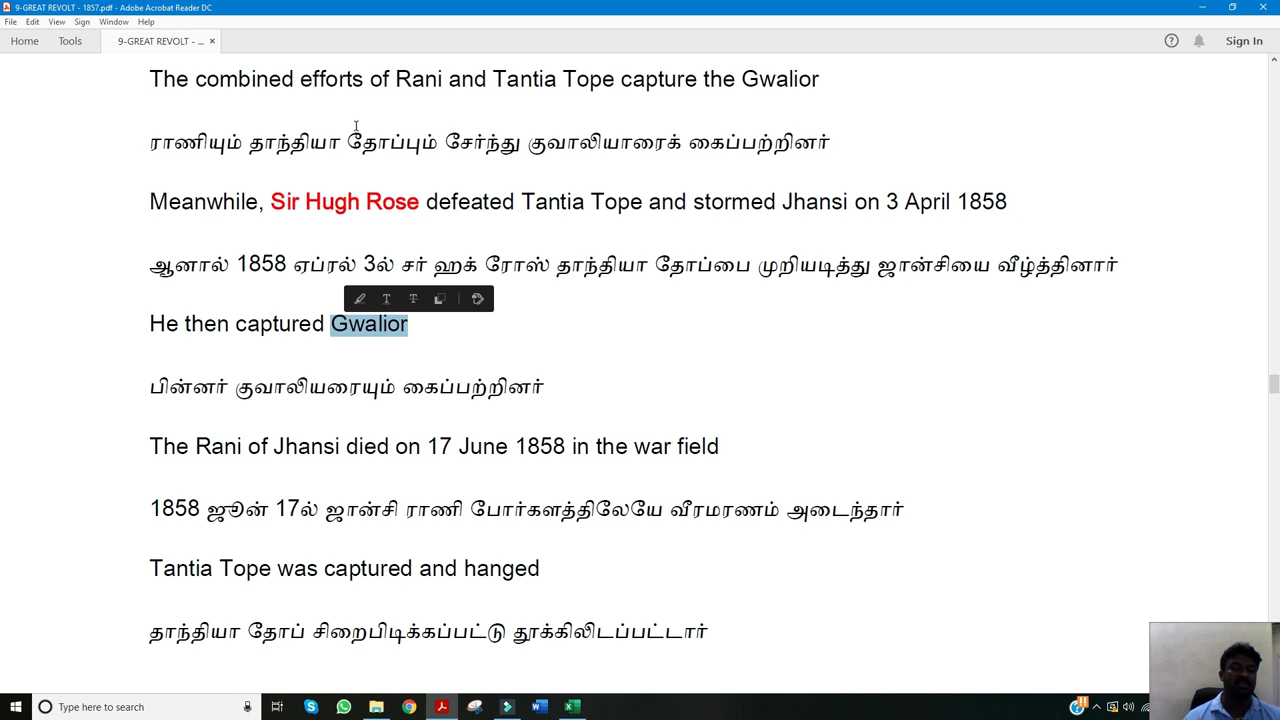 9-GREAT REVOLT - 1857.pdf - Adobe Acrobat Reader DC
File Edit View Sign Window Help
Home Tools 9-GREAT REVOLT - ... × Sign In
The combined efforts of Rani and Tantia Tope capture the Gwalior
ராணியும் தாந்தியா தோப்பும் சேர்ந்து குவாலியாரைக் கைப்பற்றினர்
Meanwhile, Sir Hugh Rose defeated Tantia Tope and stormed Jhansi on 3 April 1858
ஆனால் 1858 ஏப்ரல் 3ல் சர் ஹக் ரோஸ் தாந்தியா தோப்பை முறியடித்து ஜான்சியை வீழ்த்தினார்
He then captured Gwalior
பின்னர் குவாலியரையும் கைப்பற்றினர்
The Rani of Jhansi died on 17 June 1858 in the war field
1858 ஜூன் 17ல் ஜான்சி ராணி போர்களத்திலேயே வீரமரணம் அடைந்தார்
Tantia Tope was captured and hanged
தாந்தியா தோப் சிறைபிடிக்கப்பட்டு தூக்கிலிடப்பட்டார்
Type here to search